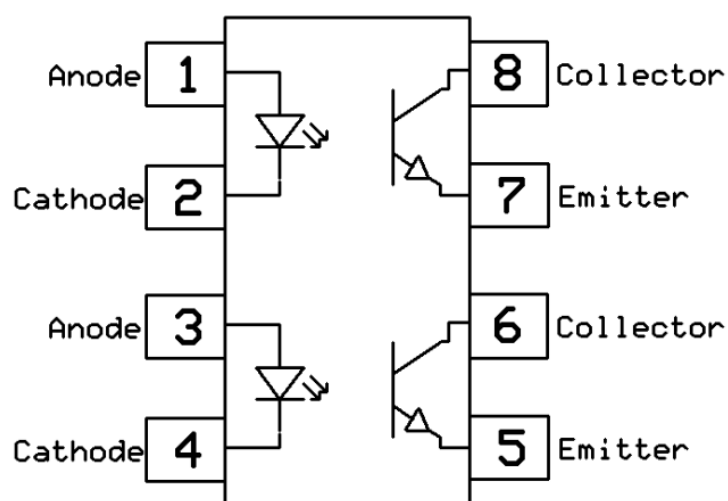 Anode 1
8 Collector
Cathode 2
7 Emitter
Anode 3
6 Collector
Cathode 4
5 Emitter